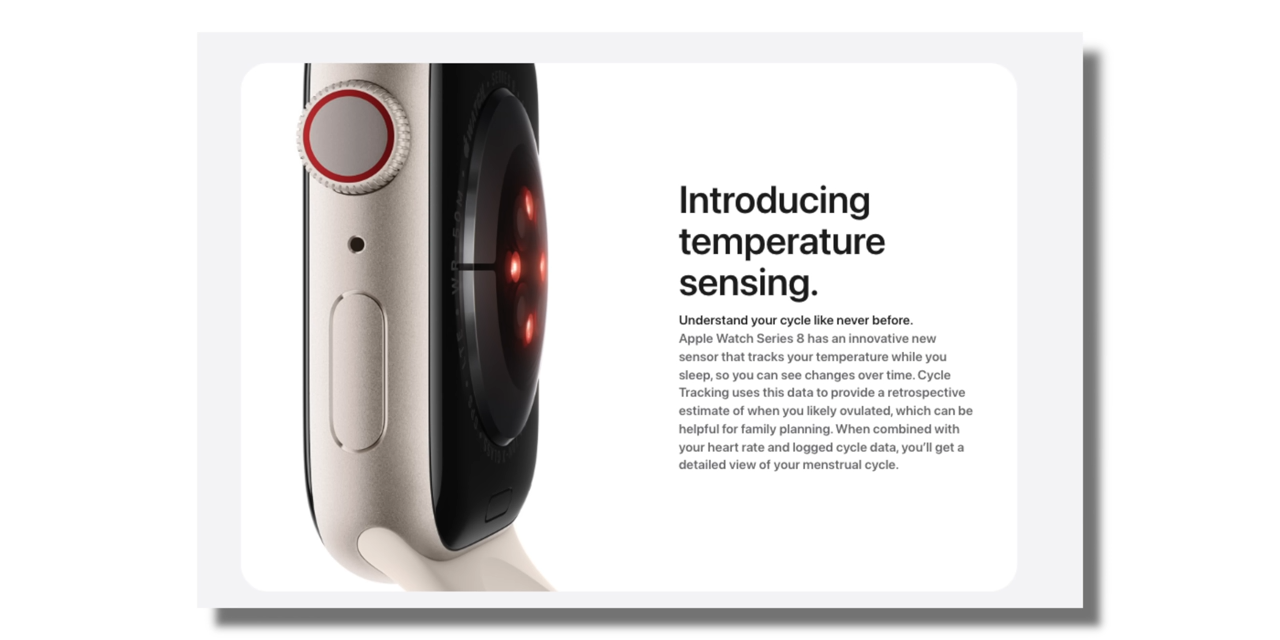 Introducing
temperature
sensing.
Understand your cycle like never before.
Apple Watch Series 8 has an innovative new
sensor that tracks your temperature while you
sleep, so you can see changes over time. Cycle
Tracking uses this data to provide a retrospective
estimate of when you likely ovulated, which can be
helpful for family planning. When combined with
your heart rate and logged cycle data, you’ll get a
detailed view of your menstrual cycle.